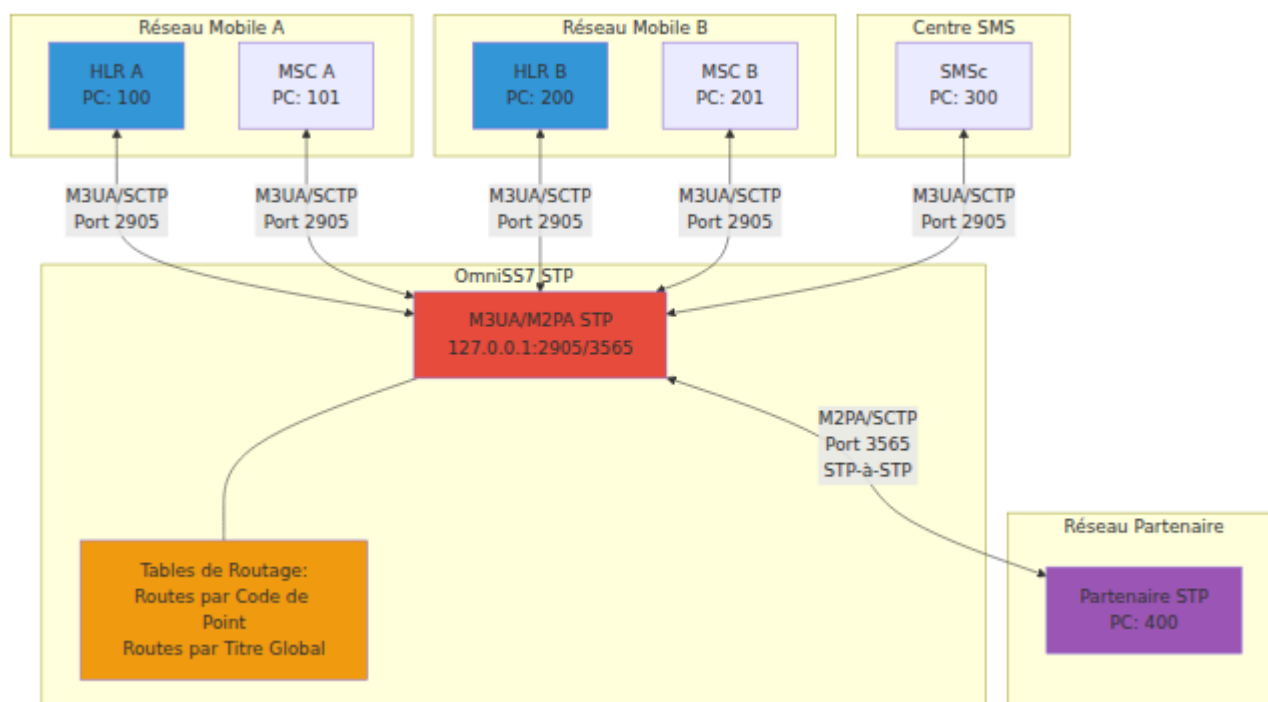 Réseau Mobile A
HLR A
PC: 100
MSC A
PC: 101
Réseau Mobile B
HLR B
PC: 200
MSC B
PC: 201
Centre SMS
SMSc
PC: 300
M3UA/SCTP
Port 2905
M3UA/SCTP
Port 2905
M3UA/SCTP
Port 2905
M3UA/SCTP
Port 2905
M3UA/SCTP
Port 2905
OmniSS7 STP
M3UA/M2PA STP
127.0.0.1:2905/3565
M2PA/SCTP
Port 3565
STP-à-STP
Tables de Routage:
Routes par Code de
Point
Routes par Titre Global
Réseau Partenaire
Partenaire STP
PC: 400